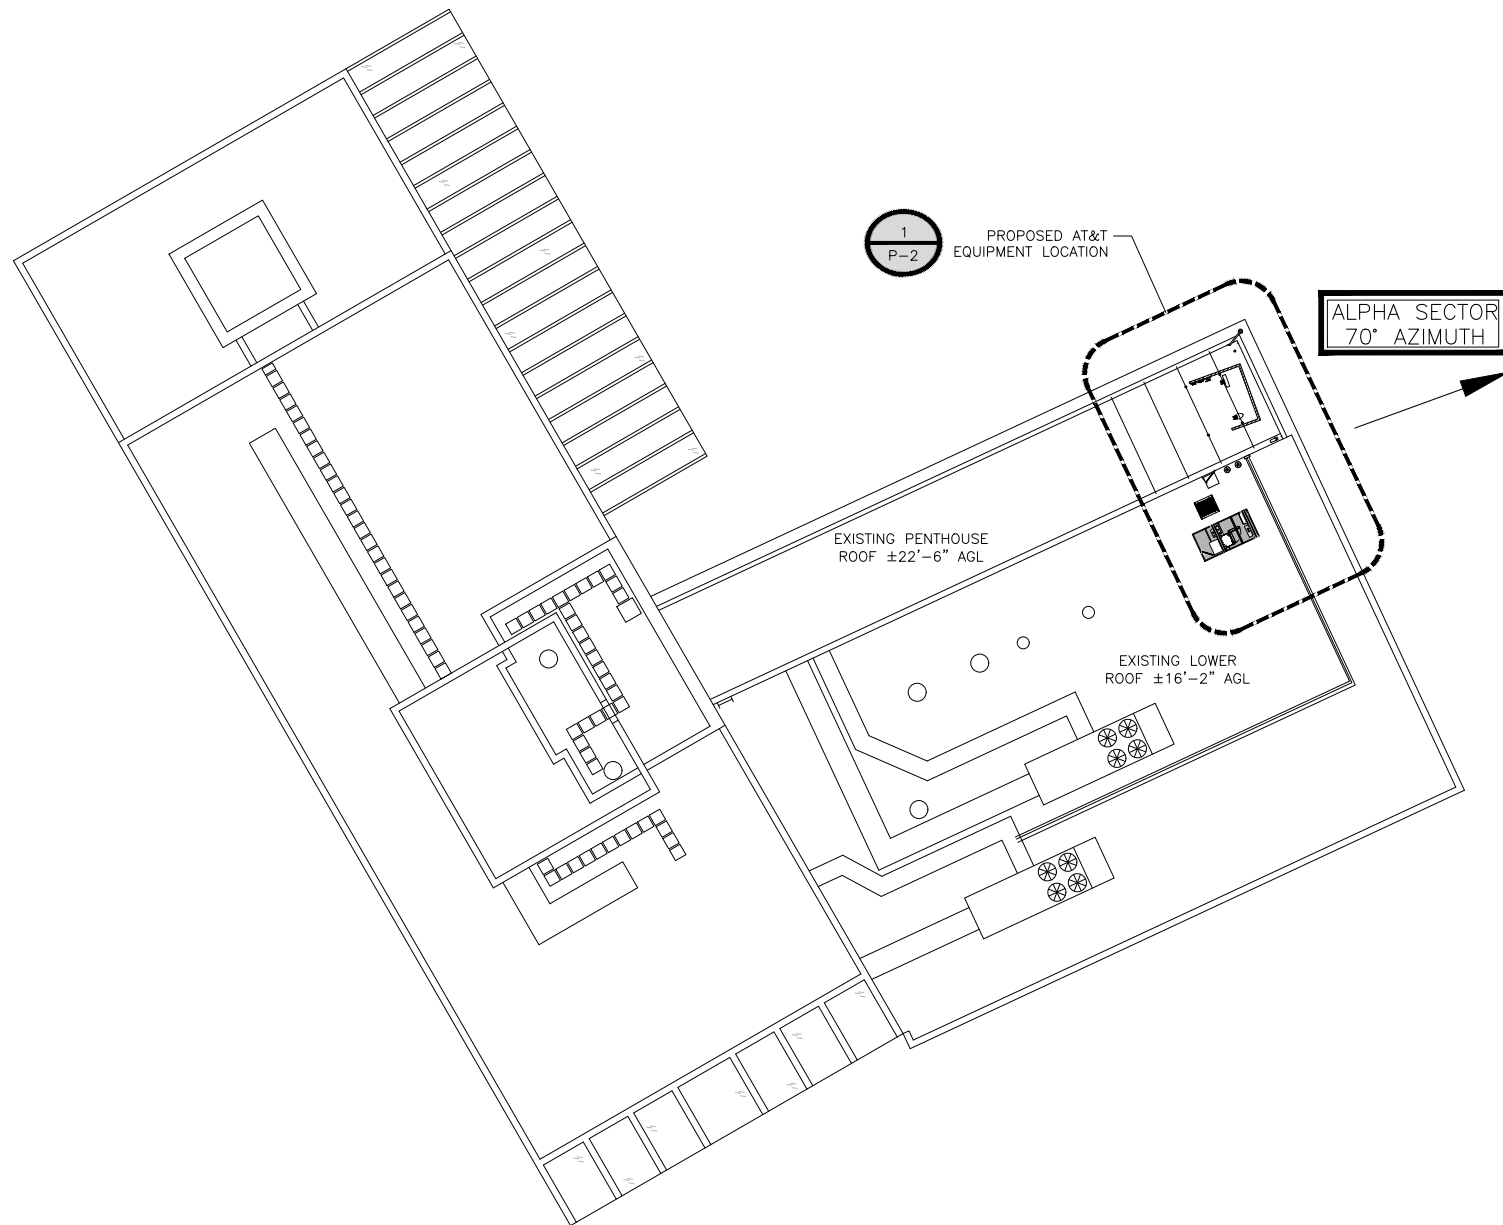 1
P-2
PROPOSED AT&T
EQUIPMENT LOCATION
ALPHA SECTOR
70° AZIMUTH
EXISTING PENTHOUSE
ROOF ±22'-6" AGL
EXISTING LOWER
ROOF ±16'-2" AGL